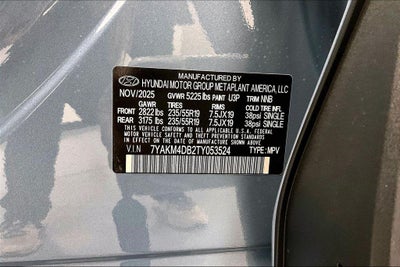 MANUFACTURED BY
HYUNDAI MOTOR GROUP METAPLANT AMERICA, LLC
NOV/2025 GVWR 5225 lbs PAINT U3P TRIM NNB
GAWR TIRES RIMS COLD TIRE INFL.
FRONT 2822 lbs 235/55R19 7.5JX19 38psi SINGLE
REAR 3175 lbs 235/55R19 7.5JX19 38psi SINGLE
THIS VEHICLE CONFORMS TO ALL APPLICABLE
U.S. FEDERAL MOTOR VEHICLE SAFETY, BUMPER,
AND THEFT PREVENTION STANDARDS IN EFFECT
ON THE DATE OF MANUFACTURE SHOWN ABOVE.
V.I.N 7YAKM4DB2TY053524 TYPE:MPV